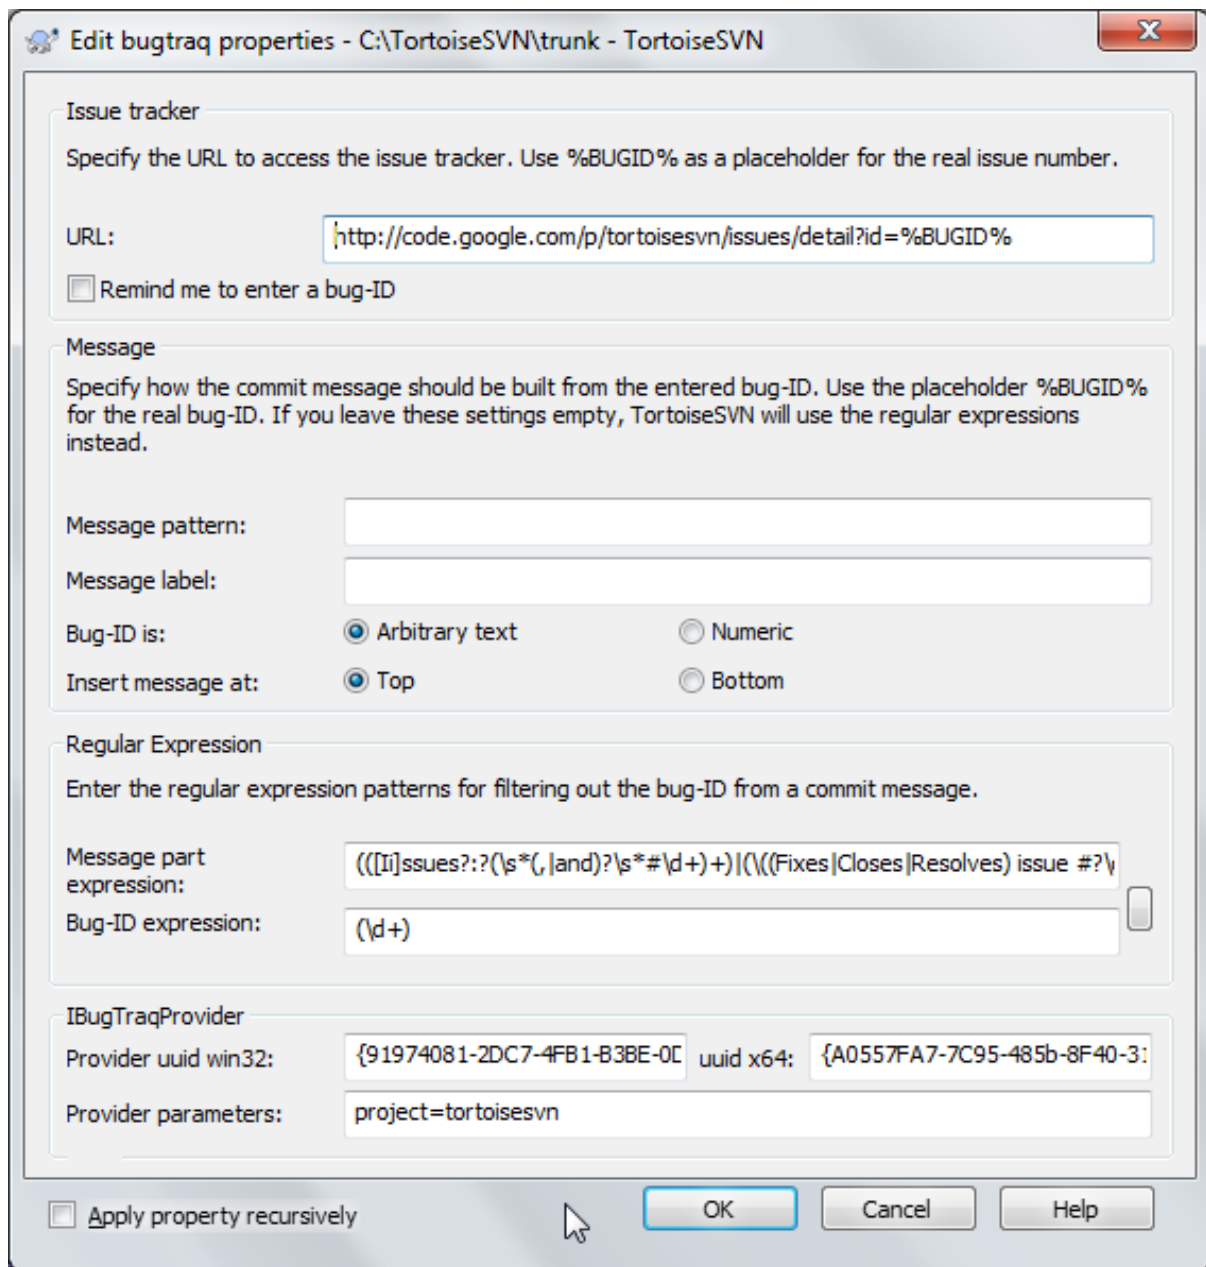 Edit bugtraq properties - C:\TortoiseSVN\trunk - TortoiseSVN
Issue tracker
Specify the URL to access the issue tracker. Use %BUGID% as a placeholder for the real issue number.
URL: http://code.google.com/p/tortoisesvn/issues/detail?id=%BUGID%
Remind me to enter a bug-ID
Message
Specify how the commit message should be built from the entered bug-ID. Use the placeholder %BUGID%
for the real bug-ID. If you leave these settings empty, TortoiseSVN will use the regular expressions
instead.
Message pattern:
Message label:
Bug-ID is: Arbitrary text Numeric
Insert message at: Top Bottom
Regular Expression
Enter the regular expression patterns for filtering out the bug-ID from a commit message.
Message part
expression:
(([Ii]ssues?:?(\s*(,|and)?\s*#\d+)+)|(\((Fixes|Closes|Resolves) issue #?\
Bug-ID expression: (\d+)
IBugTraqProvider
Provider uuid win32: {91974081-2DC7-4FB1-B3BE-0D uuid x64: {A0557FA7-7C95-485b-8F40-31
Provider parameters: project=tortoisesvn
Apply property recursively OK Cancel Help